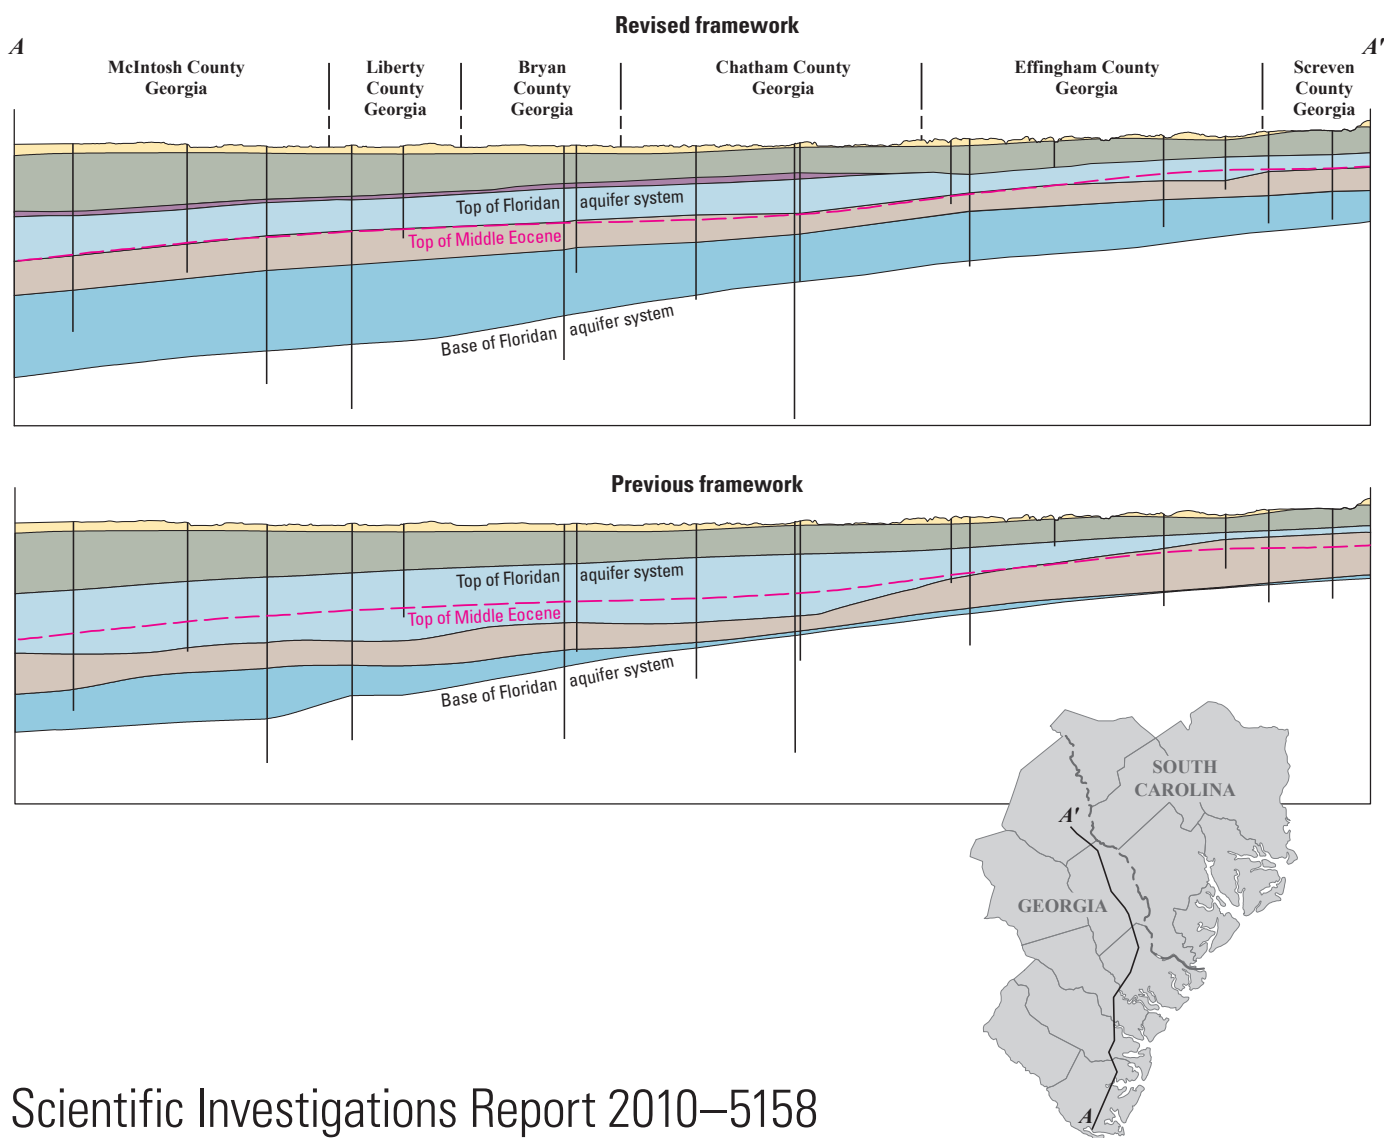 Revised framework
A
A'
McIntosh County
Georgia
Liberty
County
Georgia
Bryan
County
Georgia
Chatham County
Georgia
Effingham County
Georgia
Screven
County
Georgia
Top of Floridan aquifer system
Top of Middle Eocene
Base of Floridan aquifer system
Previous framework
Top of Floridan aquifer system
Top of Middle Eocene
Base of Floridan aquifer system
SOUTH
CAROLINA
A'
GEORGIA
A
Scientific Investigations Report 2010–5158